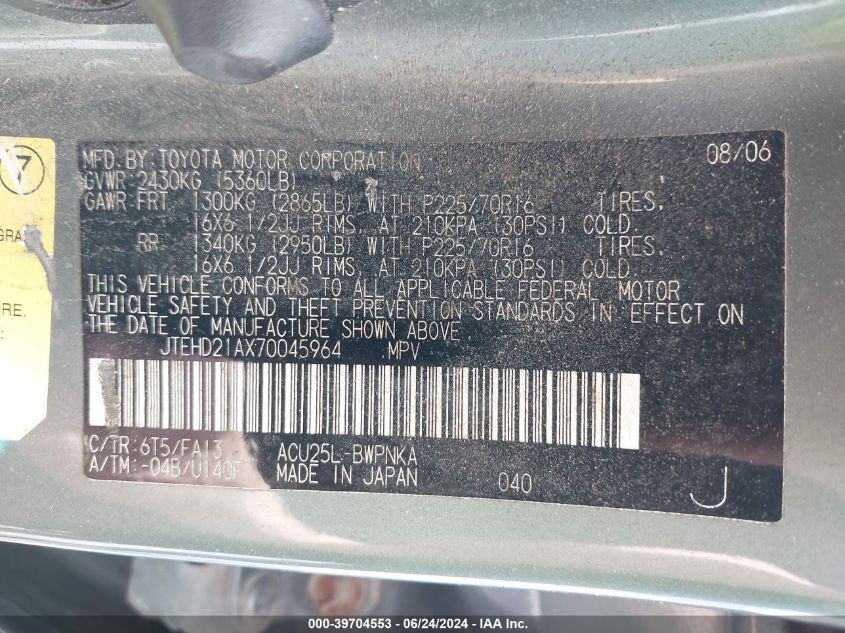 MFD.BY:TOYOTA MOTOR CORPORATION 08/06
GVWR:2430KG (5360LB)
GAWR FRT 1300KG (2865LB) WITH P225/70R16 TIRES.
16X6 1/2JJ RIMS, AT 210KPA (30PSI) COLD.
RR 1340KG (2950LB) WITH P225/70R16 TIRES.
16X6 1/2JJ RIMS, AT 210KPA (30PSI) COLD.
THIS VEHICLE CONFORMS TO ALL APPLICABLE FEDERAL MOTOR
VEHICLE SAFETY AND THEFT PREVENTION STANDARDS IN EFFECT ON
THE DATE OF MANUFACTURE SHOWN ABOVE
JTEHD21AX70045964 MPV
C/TR:6T5/FA13 ACU25L-BWPNKA
A/TM:-04B/U140F MADE IN JAPAN 040 J
7
:
000-39704553 - 06/24/2024 - IAA Inc.